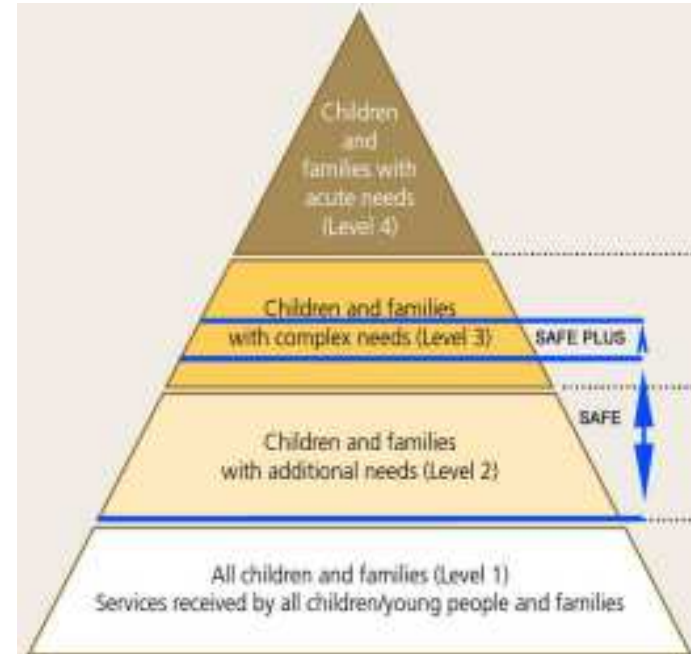 Children
and
families with
acute needs
(Level 4)
Children and families
with complex needs (Level 3)
SAFE PLUS
SAFE
Children and families
with additional needs (Level 2)
All children and families (Level 1)
Services received by all children/young people and families